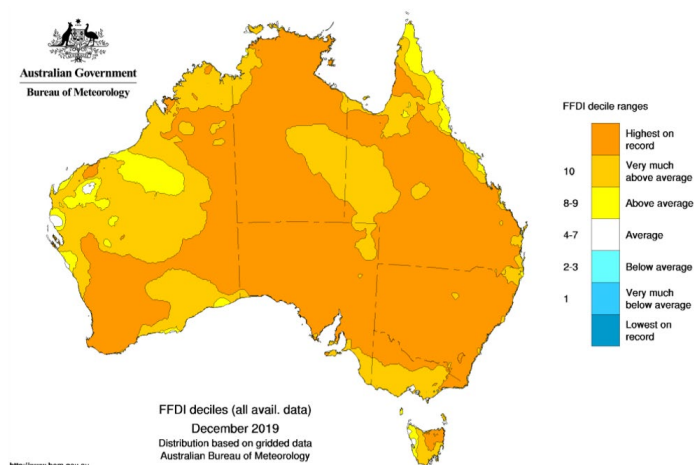 Australian Government
Bureau of Meteorology
FFDI decile ranges
Highest on
record
10
Very much
above average
8-9
Above average
4-7
Average
2-3
Below average
1
Very much
below average
Lowest on
record
FFDI deciles (all avail. data)
December 2019
Distribution based on gridded data
Australian Bureau of Meteorology